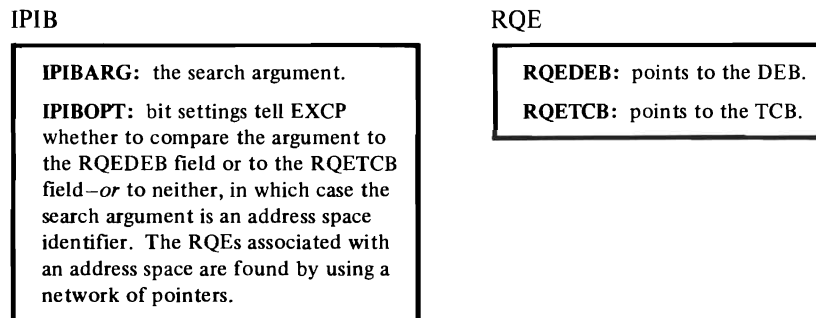 IPIB
IPIBARG: the search argument.
IPIBOPT: bit settings tell EXCP
whether to compare the argument to
the RQEDEB field or to the RQETCB
field—or to neither, in which case the
search argument is an address space
identifier. The RQEs associated with
an address space are found by using a
network of pointers.
RQE
RQEDEB: points to the DEB.
RQETCB: points to the TCB.